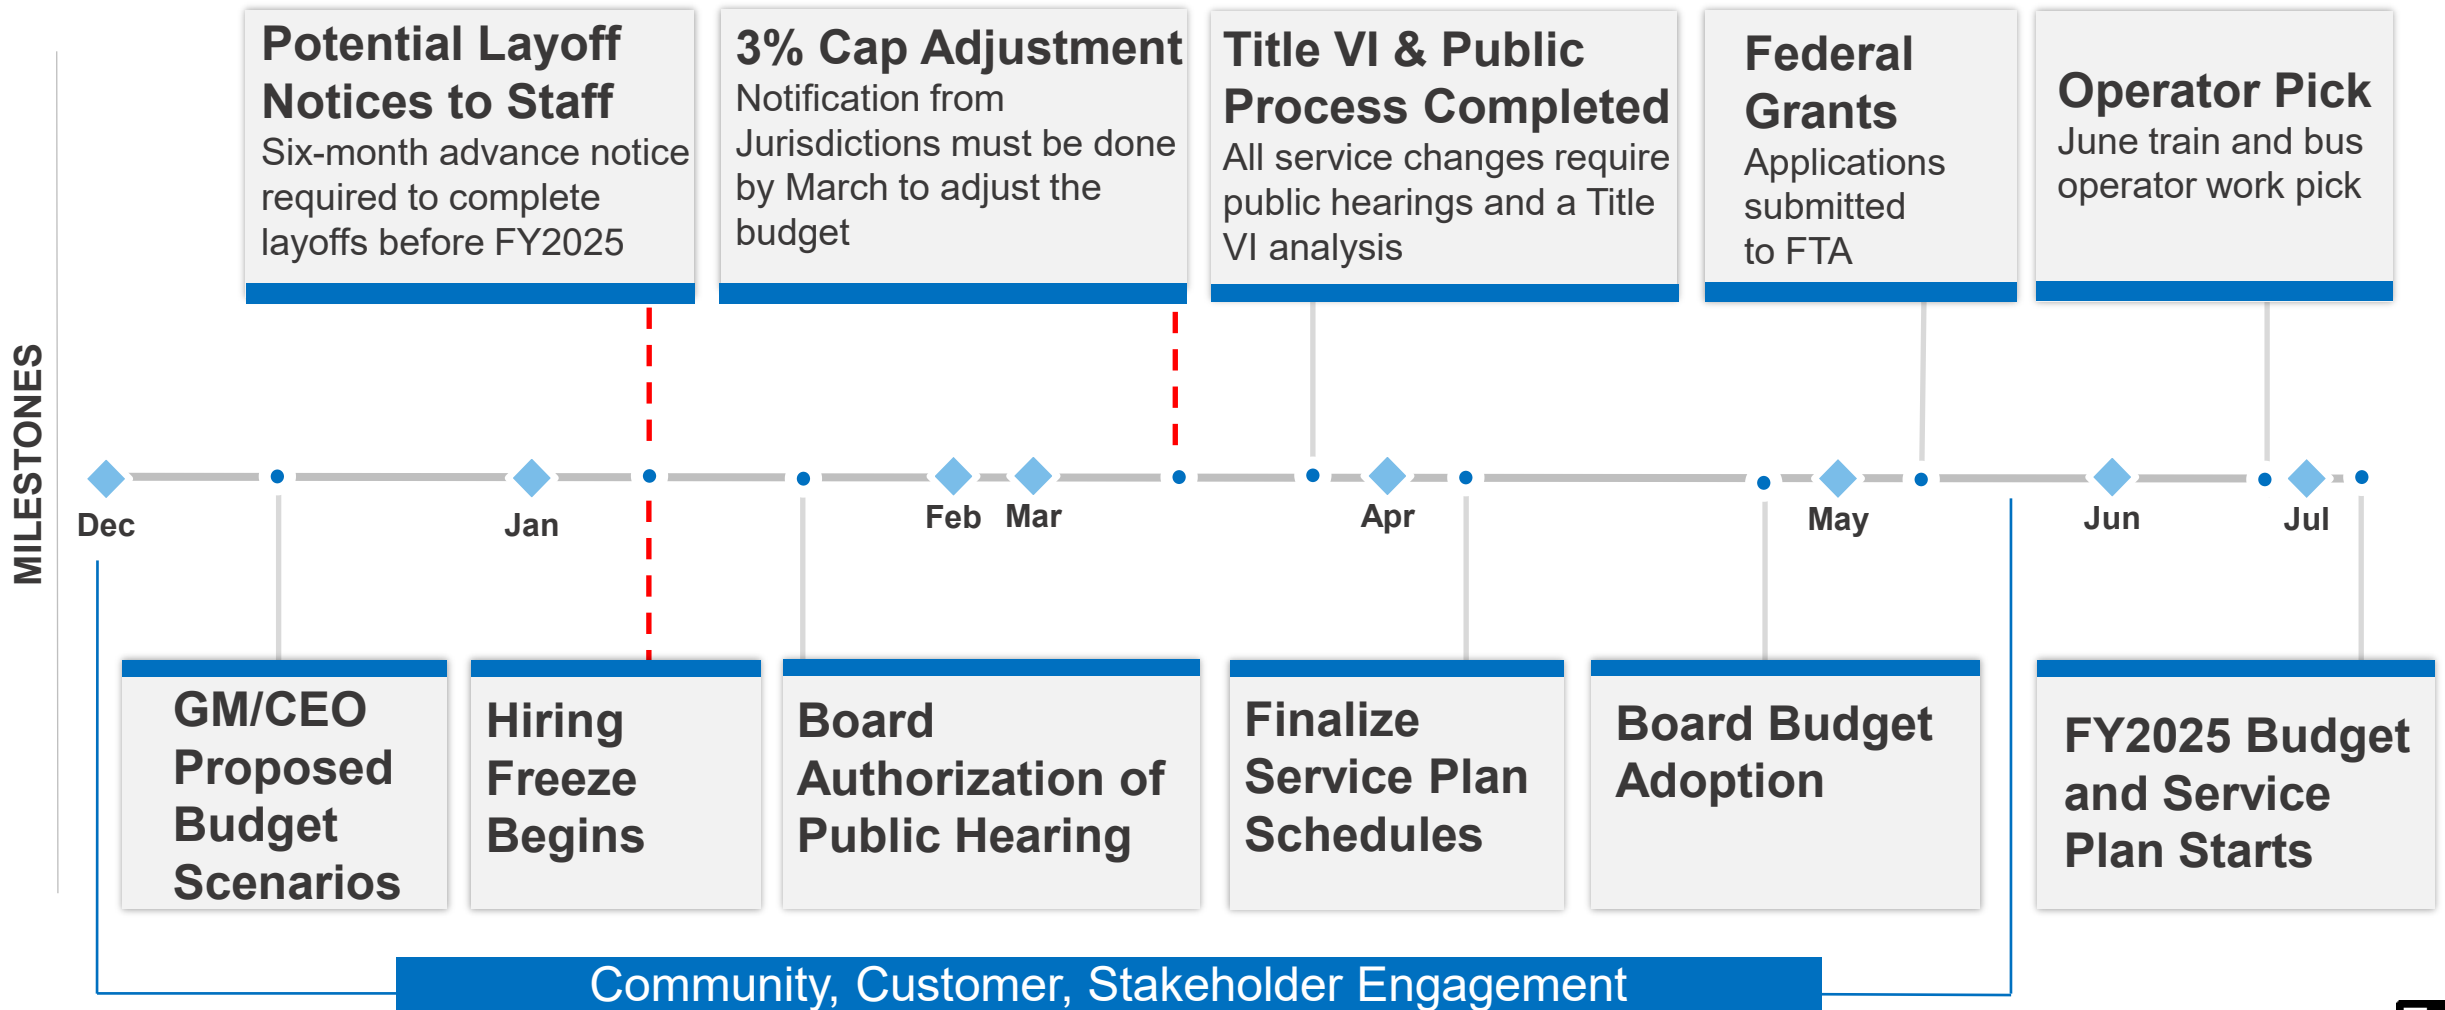 MILESTONES
Potential Layoff
Notices to Staff
Six-month advance notice
required to complete
layoffs before FY2025
3% Cap Adjustment
Notification from
Jurisdictions must be done
by March to adjust the
budget
Title VI & Public
Process Completed
All service changes require
public hearings and a Title
VI analysis
Federal
Grants
Applications
submitted
to FTA
Operator Pick
June train and bus
operator work pick
Dec
Jan
Feb
Mar
Apr
May
Jun
Jul
GM/CEO
Proposed
Budget
Scenarios
Hiring
Freeze
Begins
Board
Authorization of
Public Hearing
Finalize
Service Plan
Schedules
Board Budget
Adoption
FY2025 Budget
and Service
Plan Starts
Community, Customer, Stakeholder Engagement